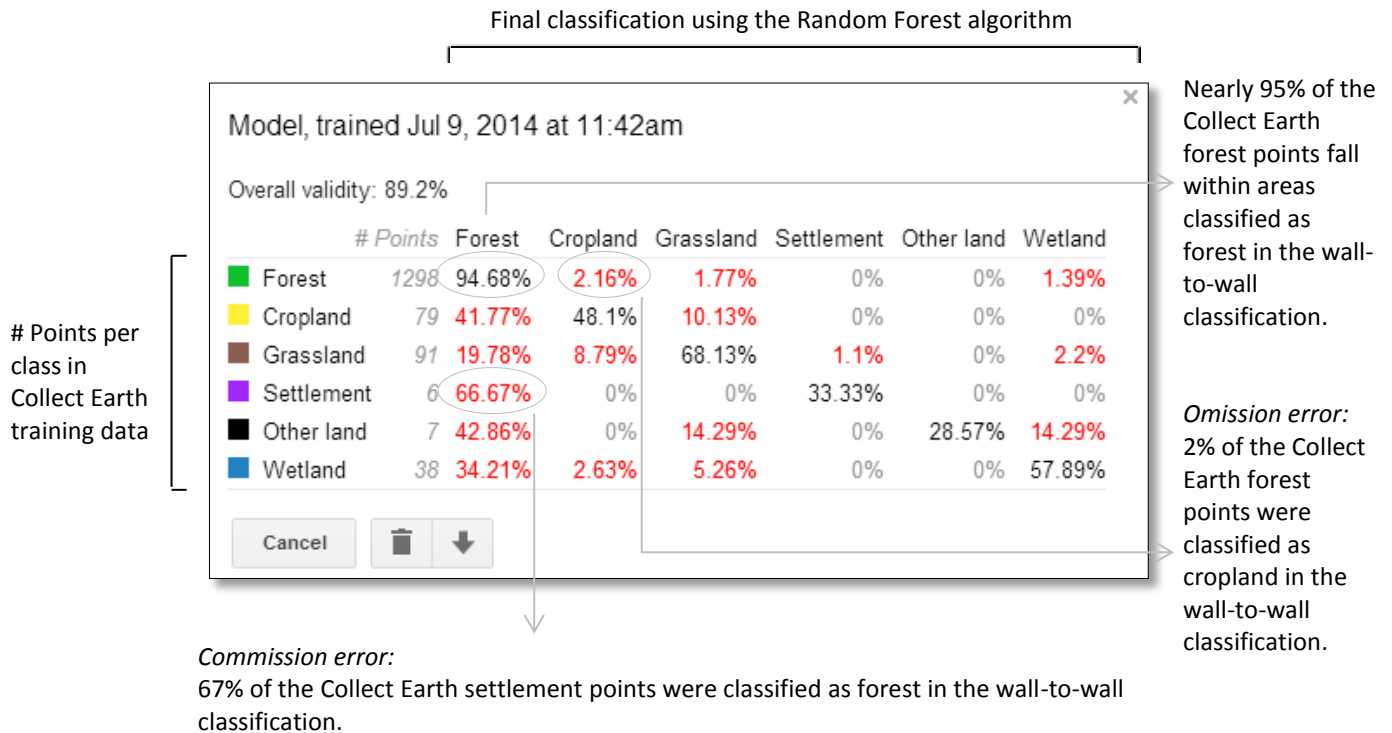 Final classification using the Random Forest algorithm
Model, trained Jul 9, 2014 at 11:42am
Overall validity: 89.2%
# Points Forest Cropland Grassland Settlement Other land Wetland
Forest 1298 94.68% 2.16% 1.77% 0% 0% 1.39%
Cropland 79 41.77% 48.1% 10.13% 0% 0% 0%
Grassland 91 19.78% 8.79% 68.13% 1.1% 0% 2.2%
Settlement 6 66.67% 0% 0% 33.33% 0% 0%
Other land 7 42.86% 0% 14.29% 0% 28.57% 14.29%
Wetland 38 34.21% 2.63% 5.26% 0% 0% 57.89%
Cancel
# Points per
class in
Collect Earth
training data
Nearly 95% of the
Collect Earth
forest points fall
within areas
classified as
forest in the wall-
to-wall
classification.
Omission error:
2% of the Collect
Earth forest
points were
classified as
cropland in the
wall-to-wall
classification.
Commission error:
67% of the Collect Earth settlement points were classified as forest in the wall-to-wall
classification.